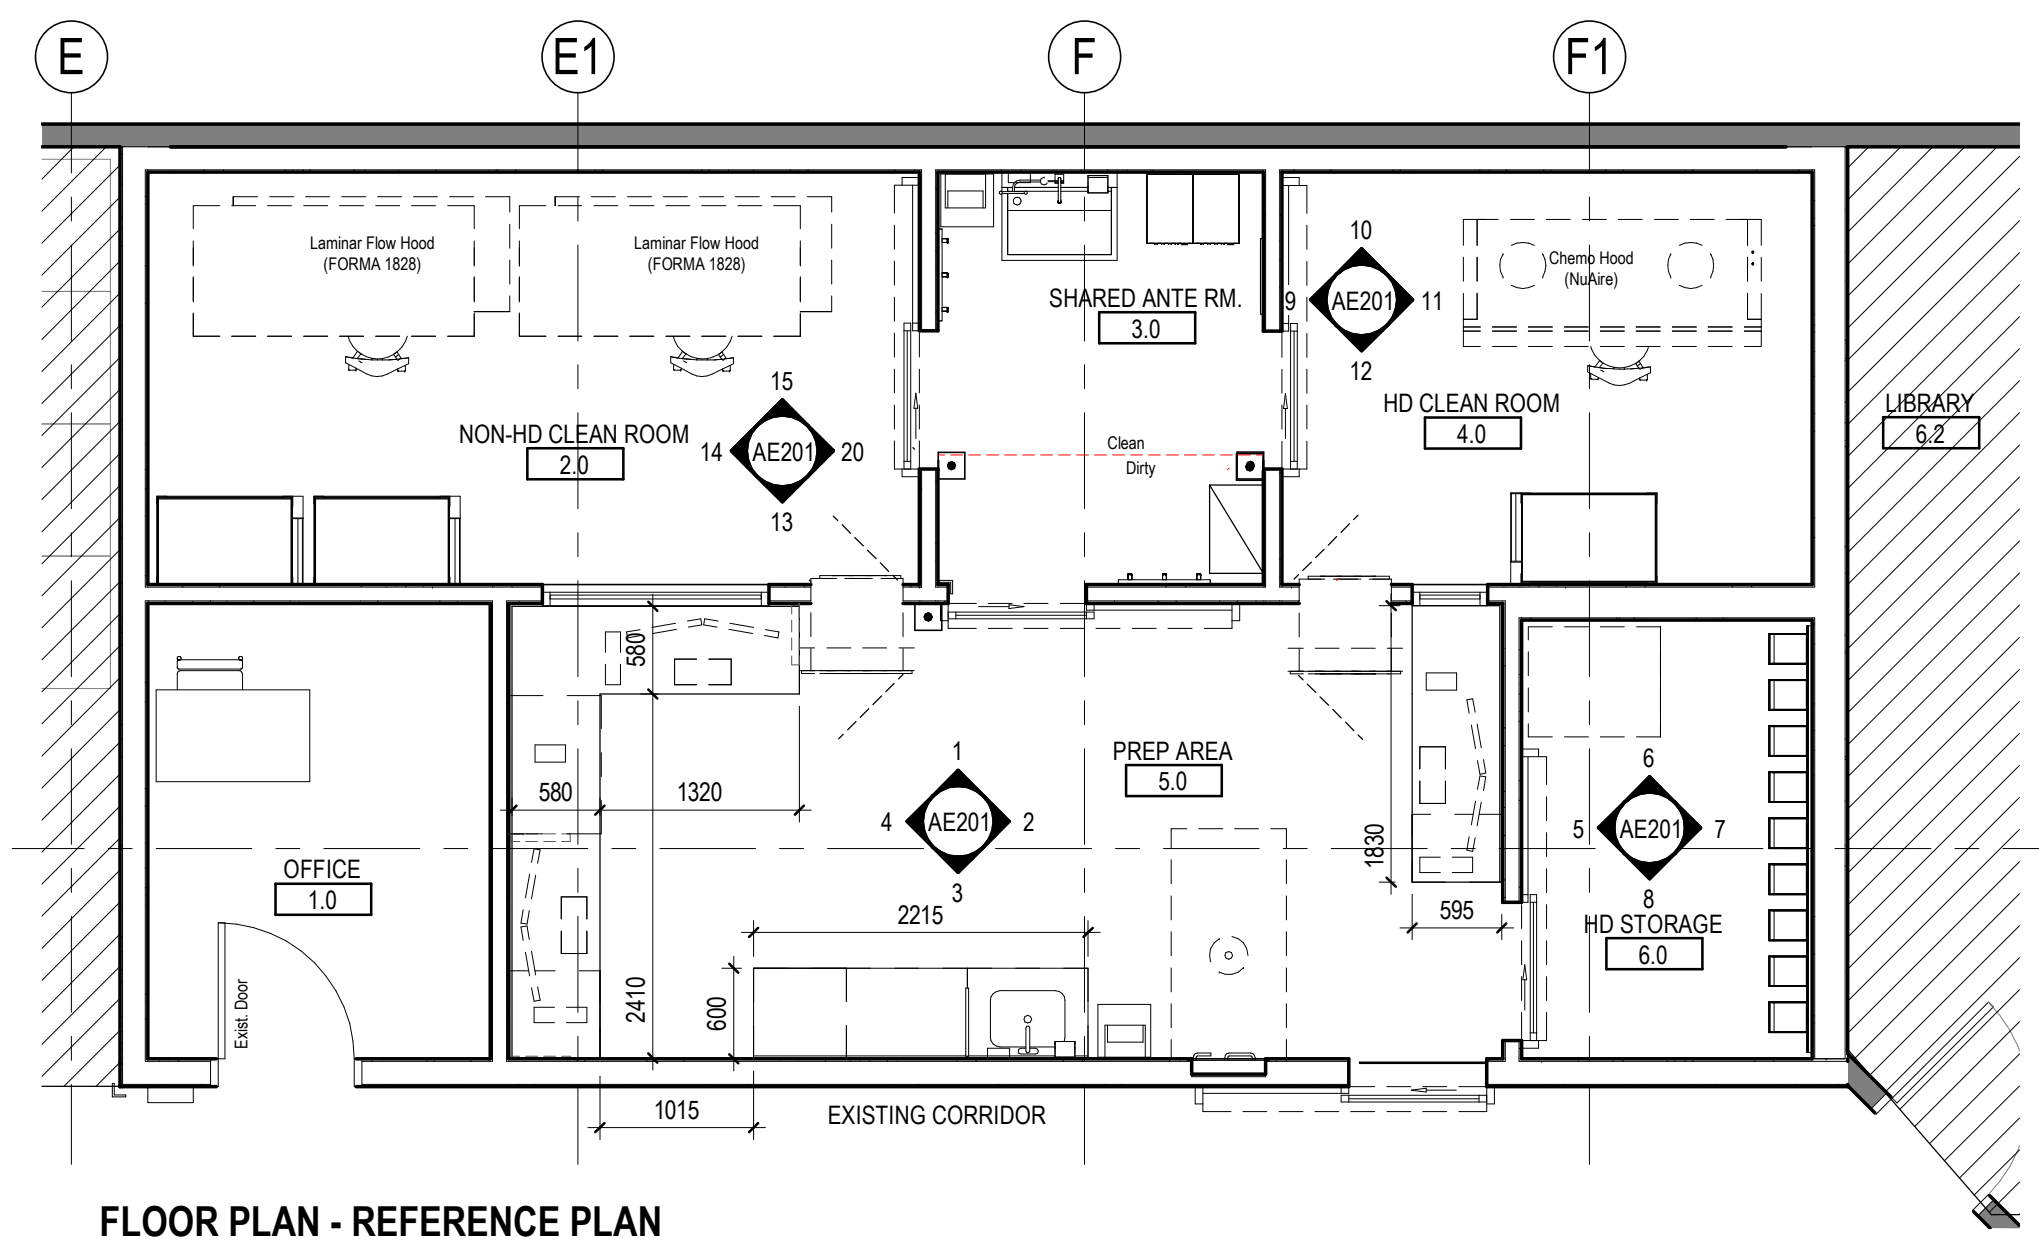 E
E1
F
F1
Laminar Flow Hood
(FORMA 1828)
Laminar Flow Hood
(FORMA 1828)
Chemo Hood
(NuAire)
SHARED ANTE RM.
3.0
10
9
AE201
11
12
HD CLEAN ROOM
4.0
LIBRARY
6.2
15
14
AE201
20
13
NON-HD CLEAN ROOM
2.0
Clean
Dirty
580
580
1320
PREP AREA
5.0
1
4
AE201
2
3
1830
6
5
AE201
7
8
HD STORAGE
6.0
OFFICE
1.0
2215
595
Exist. Door
2410
600
1015
EXISTING CORRIDOR
FLOOR PLAN - REFERENCE PLAN